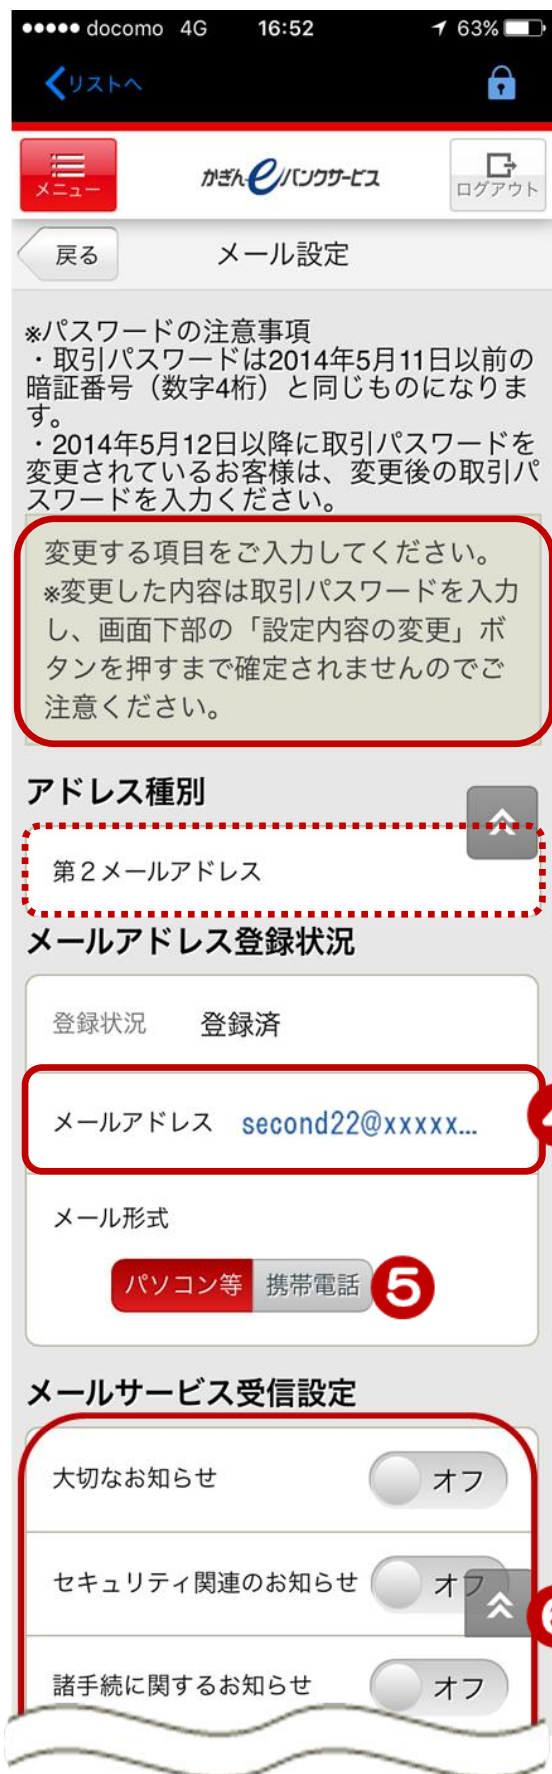 docomo 4G 16:52 63%
リストへ
メニュー
かぎんeバンクサービス
ログアウト
戻る
メール設定
※パスワードの注意事項
・取引パスワードは2014年5月11日以前の
暗証番号（数字4桁）と同じものになりま
す。
・2014年5月12日以降に取引パスワードを
変更されているお客様は、変更後の取引パ
スワードを入力ください。
変更する項目をご入力してください。
※変更した内容は取引パスワードを入力
し、画面下部の「設定内容の変更」ボ
タンを押すまで確定されませんのでご
注意ください。
アドレス種別
第２メールアドレス
メールアドレス登録状況
登録状況 登録済
メールアドレス second22@xxxxx...
メール形式
パソコン等 携帯電話 5
メールサービス受信設定
大切なお知らせ オフ
セキュリティ関連のお知らせ オフ
諸手続に関するお知らせ オフ